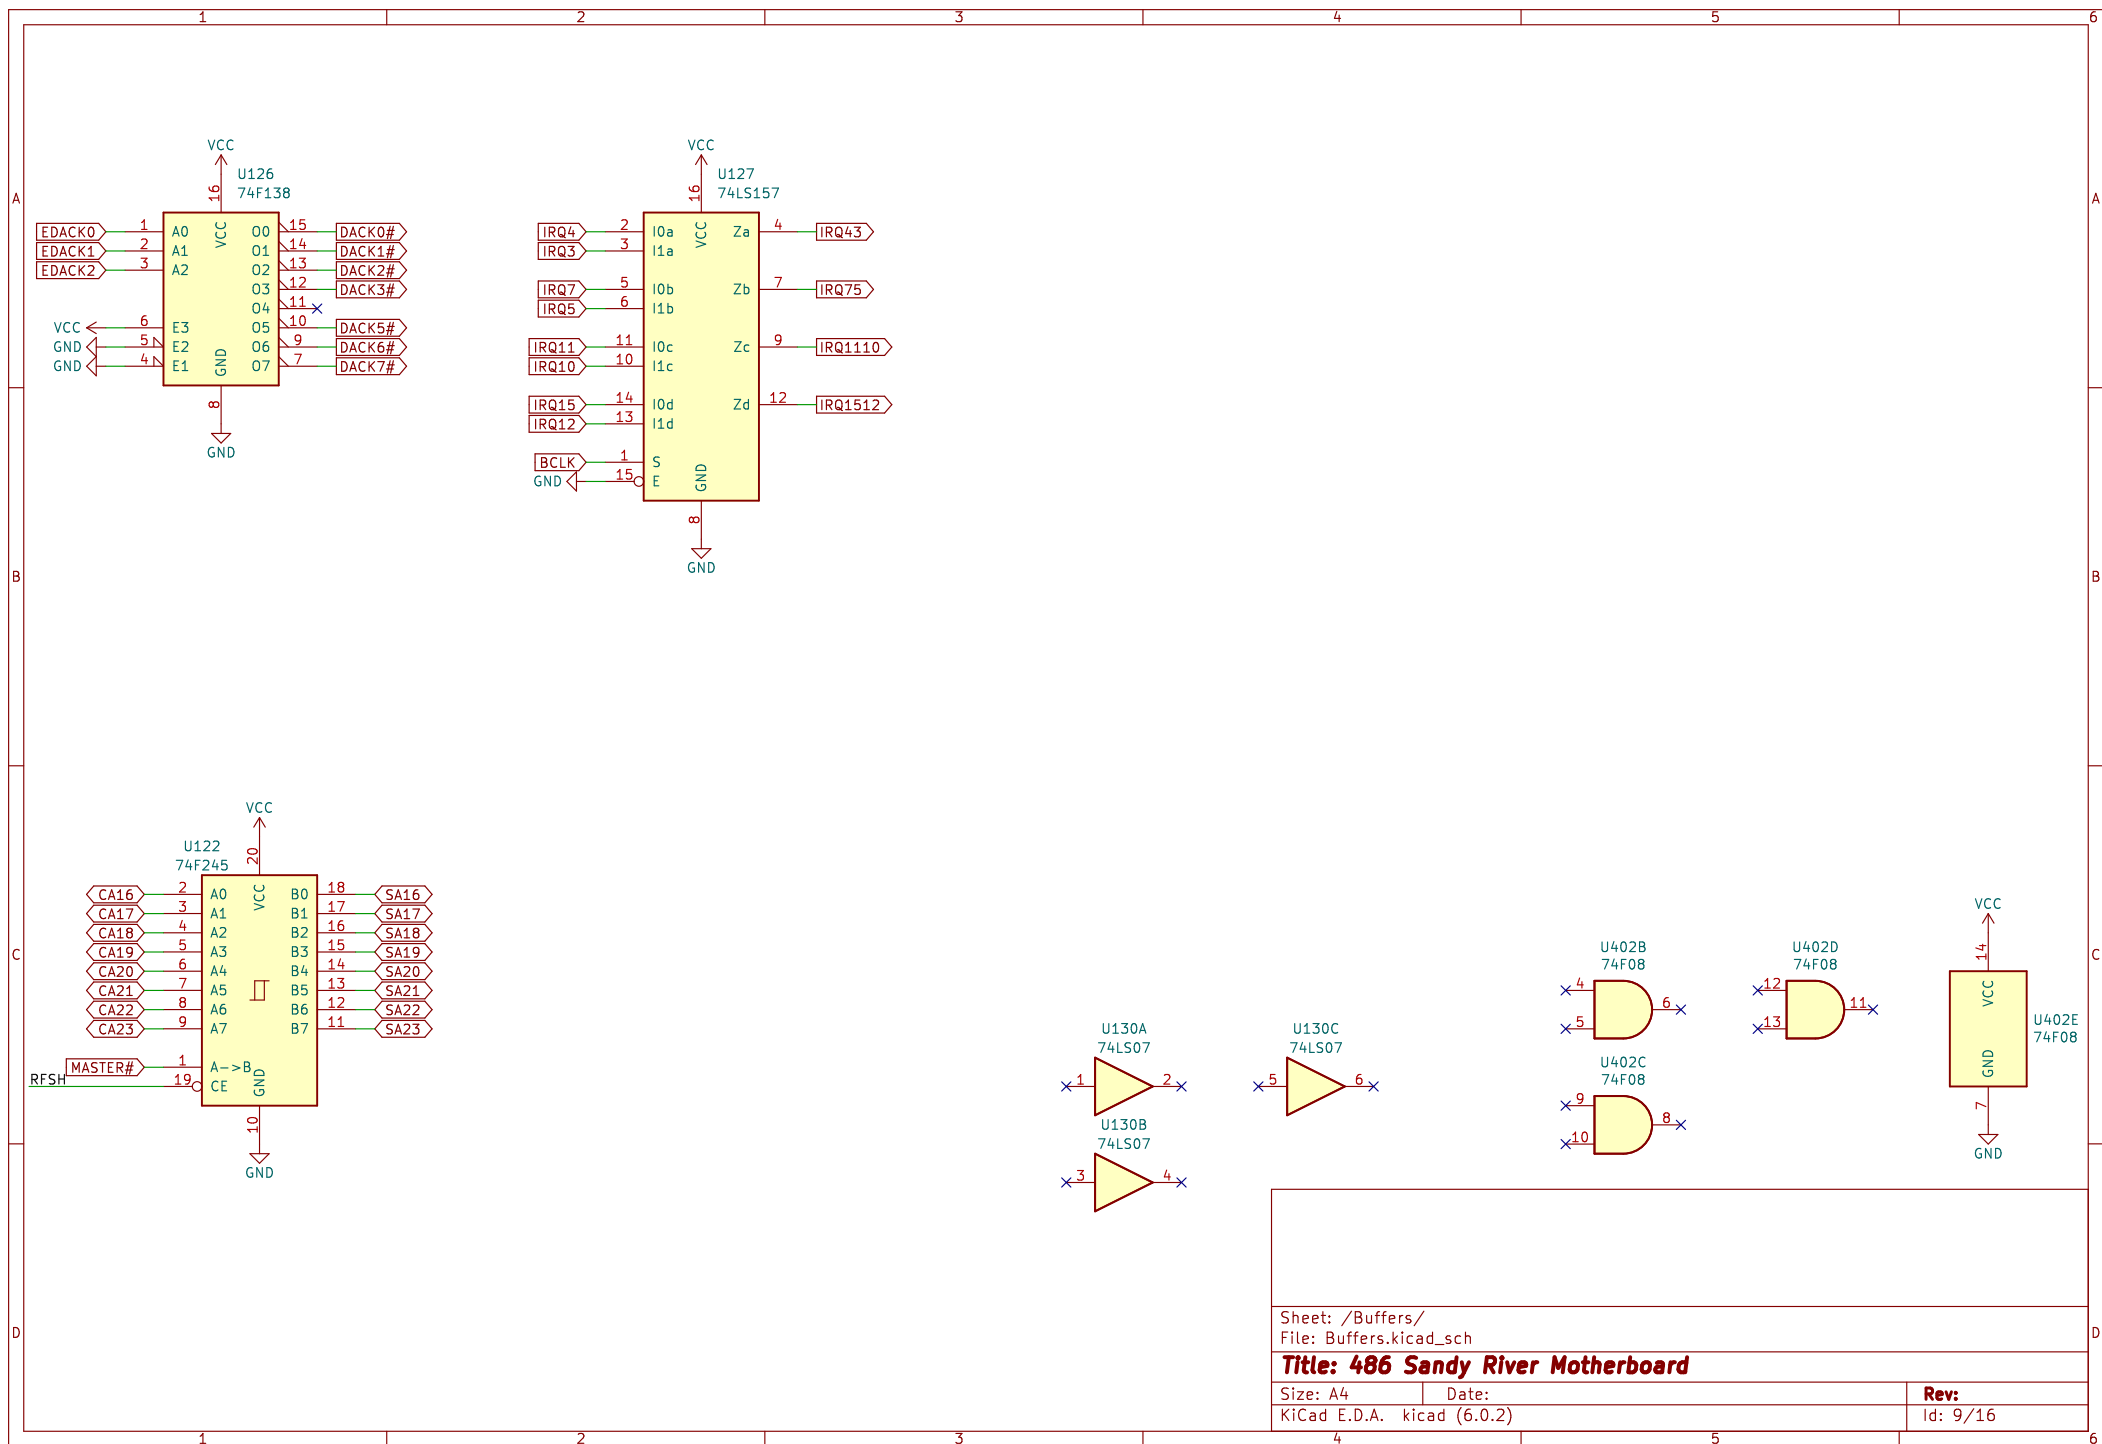 1 2 3 4 5 6
A A
B B
C C
D D
1 2 3 4 5 6
VCC
U126
74F138
16
VCC
EDACK0 1 A0 O0 15 DACK0#
EDACK1 2 A1 O1 14 DACK1#
EDACK2 3 A2 O2 13 DACK2#
O3 12 DACK3#
O4 11
VCC 6 E3 O5 10 DACK5#
GND 5 E2 O6 9 DACK6#
GND 4 E1 O7 7 DACK7#
GND
8
GND
VCC
U127
74LS157
16
VCC
IRQ4 2 I0a Za 4 IRQ43
IRQ3 3 I1a
IRQ7 5 I0b Zb 7 IRQ75
IRQ5 6 I1b
IRQ11 11 I0c Zc 9 IRQ1110
IRQ10 10 I1c
IRQ15 14 I0d Zd 12 IRQ1512
IRQ12 13 I1d
BCLK 1 S
GND 15 E
GND
8
GND
VCC
U122
74F245
20
VCC
CA16 2 A0 B0 18 SA16
CA17 3 A1 B1 17 SA17
CA18 4 A2 B2 16 SA18
CA19 5 A3 B3 15 SA19
CA20 6 A4 B4 14 SA20
CA21 7 A5 B5 13 SA21
CA22 8 A6 B6 12 SA22
CA23 9 A7 B7 11 SA23
MASTER# 1 A->B
RFSH 19 CE
GND
10
GND
U130A
74LS07
1 2
U130B
74LS07
3 4
U130C
74LS07
5 6
U402B
74F08
4 5 6
U402C
74F08
9 10 8
U402D
74F08
12 13 11
VCC
14
VCC
U402E
74F08
GND
7
GND
Sheet: /Buffers/
File: Buffers.kicad_sch
Title: 486 Sandy River Motherboard
Size: A4 Date: Rev:
KiCad E.D.A. kicad (6.0.2) Id: 9/16